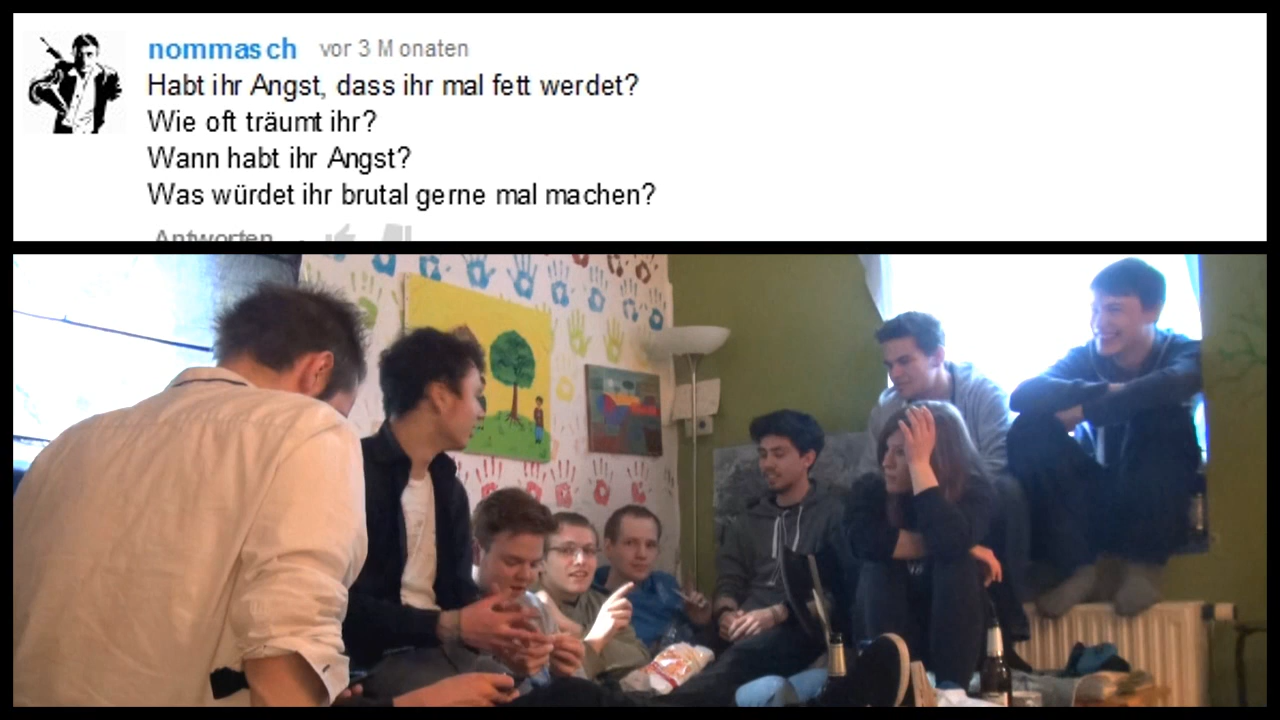 nommasch vor 3 Monaten
Habt ihr Angst, dass ihr mal fett werdet?
Wie oft träumt ihr?
Wann habt ihr Angst?
Was würdet ihr brutal gerne mal machen?
Antworten